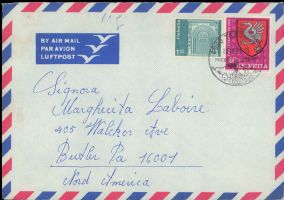 BY AIR MAIL
PAR AVION
LUFTPOST
HELVETIA
Signora
Margherita Laboire
405 Walker Ave
Butler Pa 16001
Nord America